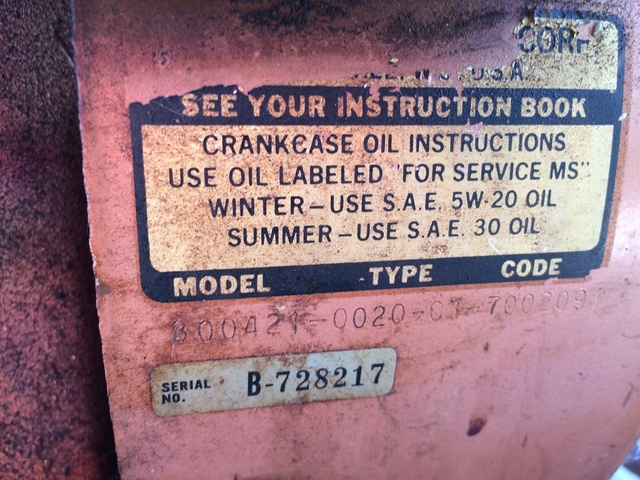 CORP
U.S.A.
SEE YOUR INSTRUCTION BOOK
CRANKCASE OIL INSTRUCTIONS
USE OIL LABELED "FOR SERVICE MS"
WINTER-USE S.A.E. 5W-20 OIL
SUMMER-USE S.A.E. 30 OIL
MODEL TYPE CODE
SERIAL NO. B-728217